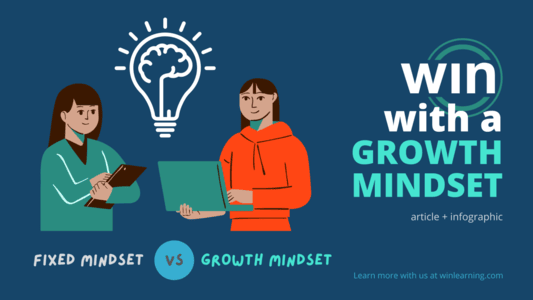 win
with a
GROWTH
MINDSET
article + infographic
FIXED MINDSET VS GROWTH MINDSET
Learn more with us at winlearning.com